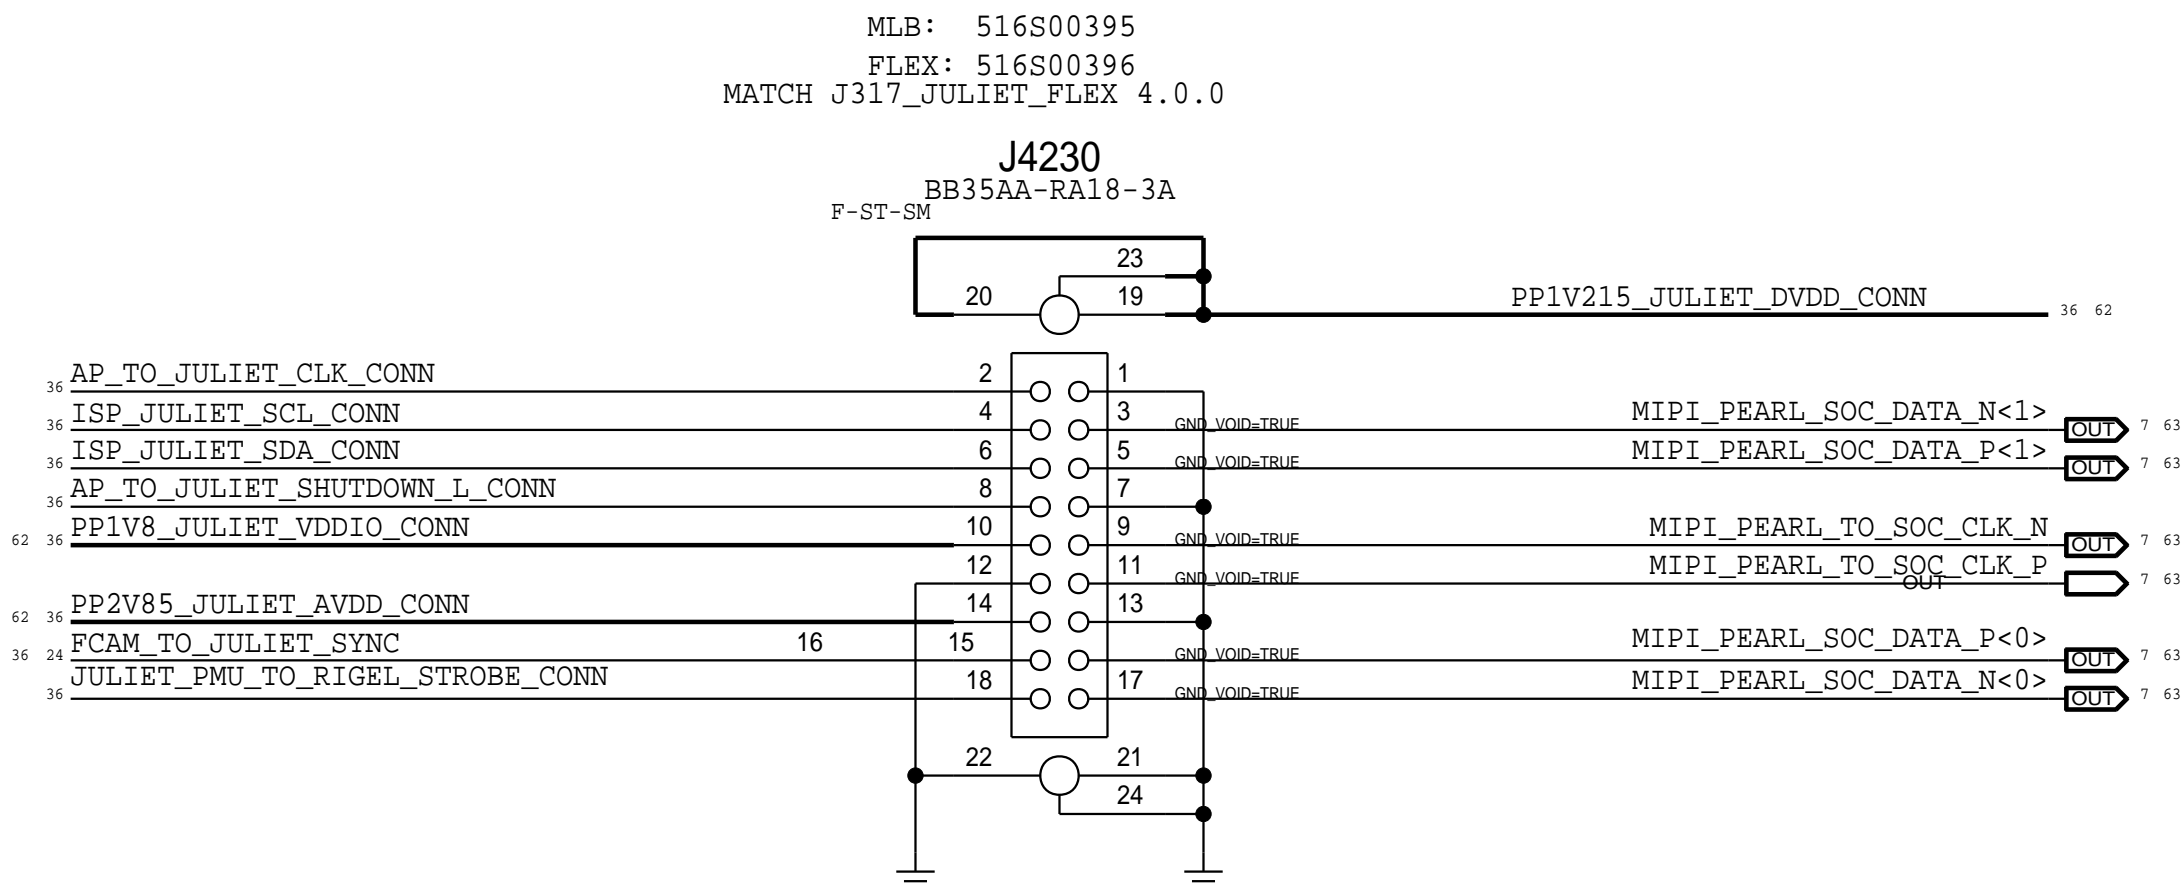 MLB: 516S00395
FLEX: 516S00396
MATCH J317_JULIET_FLEX 4.0.0
J4230
BB35AA-RA18-3A
F-ST-SM
23
20 19 PP1V215_JULIET_DVDD_CONN 36 62
36 AP_TO_JULIET_CLK_CONN 2 1
36 ISP_JULIET_SCL_CONN 4 3 GND_VOID=TRUE MIPI_PEARL_SOC_DATA_N<1> OUT 7 63
36 ISP_JULIET_SDA_CONN 6 5 GND_VOID=TRUE MIPI_PEARL_SOC_DATA_P<1> OUT 7 63
36 AP_TO_JULIET_SHUTDOWN_L_CONN 8 7
62 36 PP1V8_JULIET_VDDIO_CONN 10 9 GND_VOID=TRUE MIPI_PEARL_TO_SOC_CLK_N OUT 7 63
12 11 GND_VOID=TRUE MIPI_PEARL_TO_SOC_CLK_P OUT 7 63
62 36 PP2V85_JULIET_AVDD_CONN 14 13
36 24 FCAM_TO_JULIET_SYNC 16 15 GND_VOID=TRUE MIPI_PEARL_SOC_DATA_P<0> OUT 7 63
36 JULIET_PMU_TO_RIGEL_STROBE_CONN 18 17 GND_VOID=TRUE MIPI_PEARL_SOC_DATA_N<0> OUT 7 63
22 21
24